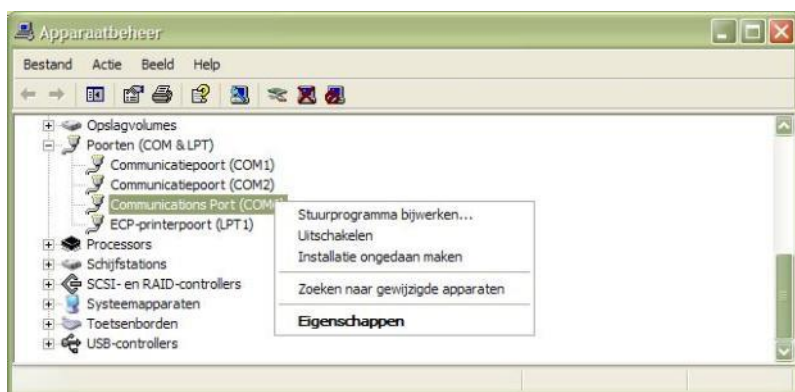 Apparaatbeheer
Bestand Actie Beeld Help
Opslagvolumes
Poorten (COM & LPT)
Communicatiepoort (COM1)
Communicatiepoort (COM2)
Communications Port (COM
ECP-printerpoort (LPT1)
Processors
Schijfstations
SCSI- en RAID-controllers
Systeemapparaten
Toetsenborden
USB-controllers
Stuurprogramma bijwerken...
Uitschakelen
Installatie ongedaan maken
Zoeken naar gewijzigde apparaten
Eigenschappen